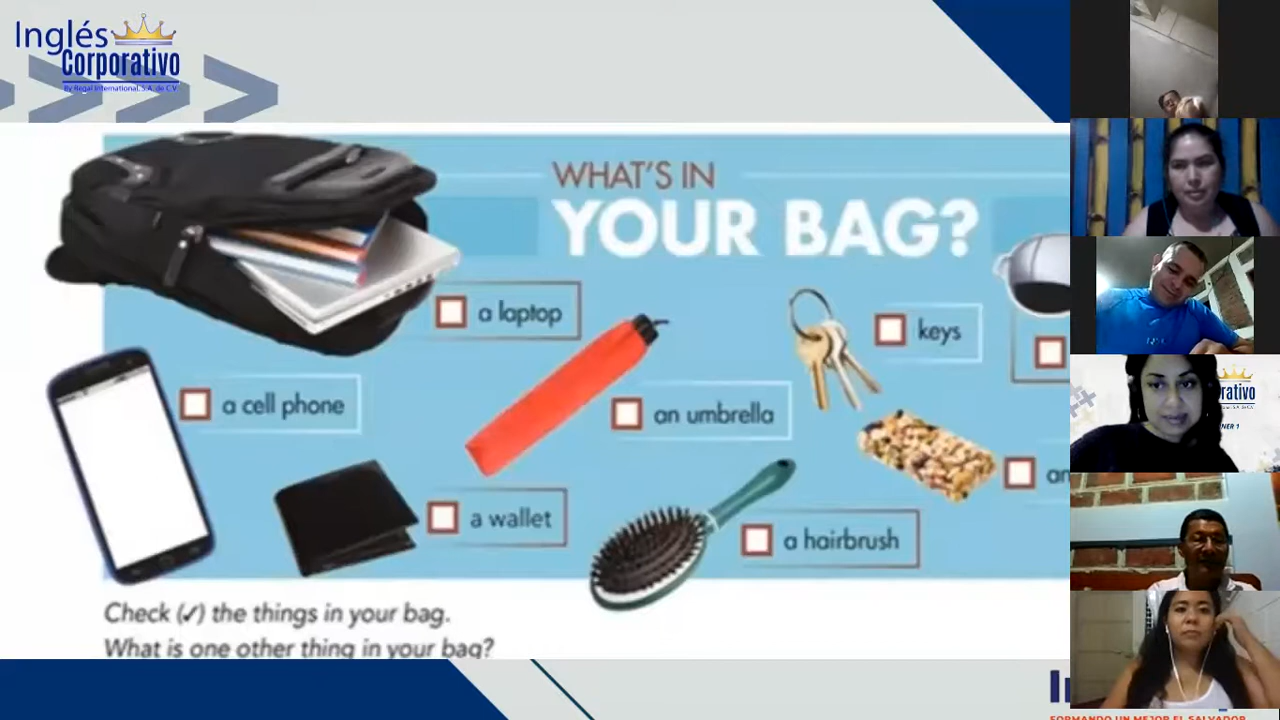 Inglés
Corporativo
By Regal International, S.A. de C.V.
WHAT'S IN
YOUR BAG?
a laptop
keys
a cell phone
an umbrella
a wallet
a hairbrush
Check (✓) the things in your bag.
What is one other thing in your bag?
FORMANDO UN MEJOR EL SALVADOR